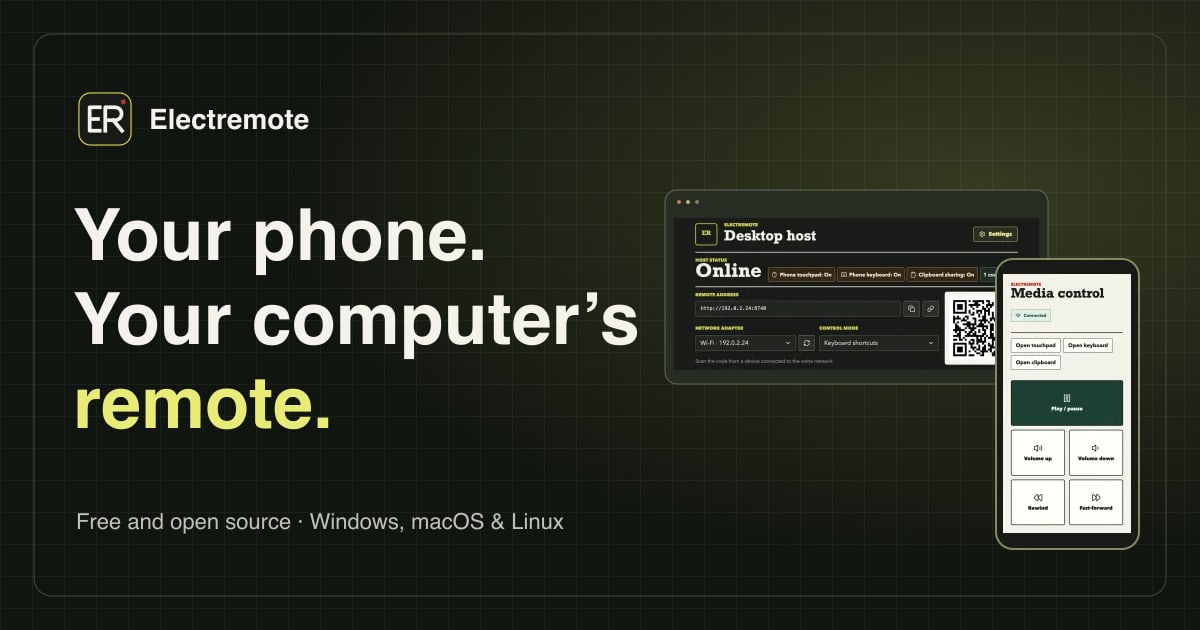 ER
Electremote
Your phone.
Your computer’s
remote.
Free and open source · Windows, macOS & Linux
ER
ELECTREMOTE
Desktop host
Settings
HOST STATUS
Online
Phone touchpad: On
Phone keyboard: On
Clipboard sharing: On
REMOTE ADDRESS
http://192.0.2.24:8740
NETWORK ADAPTER
CONTROL MODE
Wi-Fi · 192.0.2.24
Keyboard shortcuts
Scan the code from a device connected to the same network.
ELECTREMOTE
Media control
Connected
Open touchpad
Open keyboard
Open clipboard
Play / pause
Volume up
Volume down
Rewind
Fast-forward